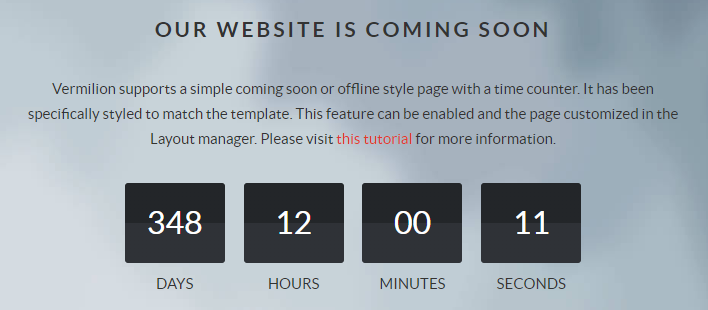 OUR WEBSITE IS COMING SOON
Vermilion supports a simple coming soon or offline style page with a time counter. It has been
specifically styled to match the template. This feature can be enabled and the page customized in the
Layout manager. Please visit this tutorial for more information.
348 12 00 11
DAYS HOURS MINUTES SECONDS